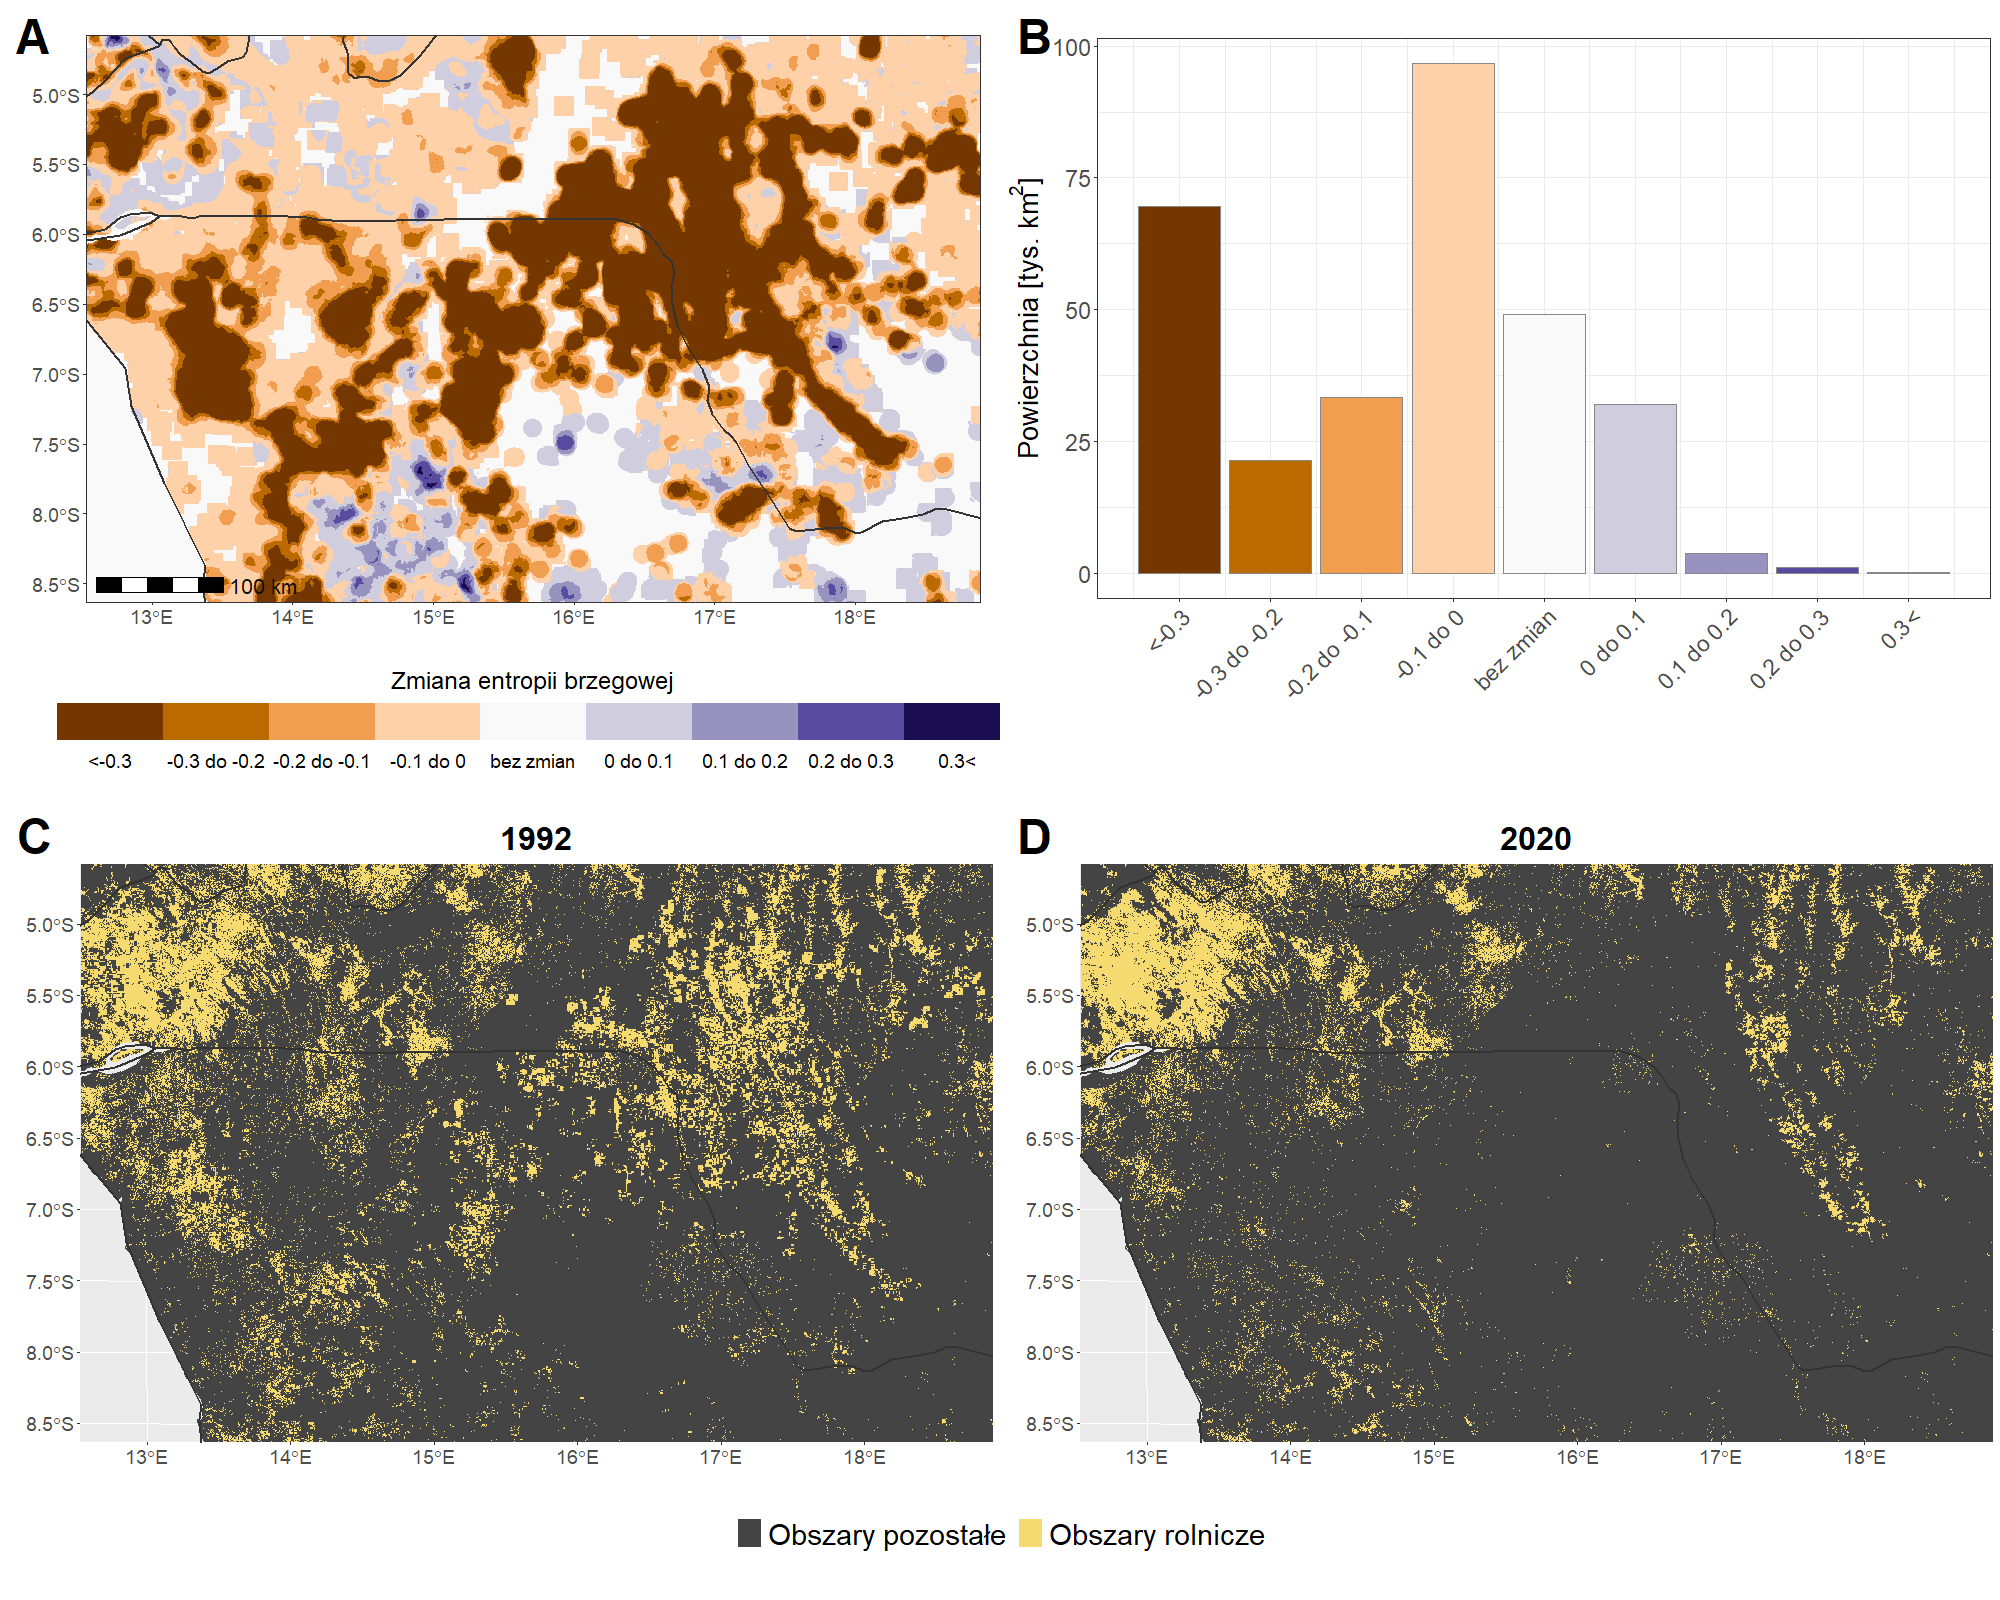 A
5.0°S
5.5°S
6.0°S
6.5°S
7.0°S
7.5°S
8.0°S
8.5°S
100 km
13°E 14°E 15°E 16°E 17°E 18°E
Zmiana entropii brzegowej
<-0.3 -0.3 do -0.2 -0.2 do -0.1 -0.1 do 0 bez zmian 0 do 0.1 0.1 do 0.2 0.2 do 0.3 0.3<
B
Powierzchnia [tys. km²]
100
75
50
25
0
<-0.3 -0.3 do -0.2 -0.2 do -0.1 -0.1 do 0 bez zmian 0 do 0.1 0.1 do 0.2 0.2 do 0.3 0.3<
C
1992
5.0°S
5.5°S
6.0°S
6.5°S
7.0°S
7.5°S
8.0°S
8.5°S
13°E 14°E 15°E 16°E 17°E 18°E
D
2020
5.0°S
5.5°S
6.0°S
6.5°S
7.0°S
7.5°S
8.0°S
8.5°S
13°E 14°E 15°E 16°E 17°E 18°E
Obszary pozostałe Obszary rolnicze